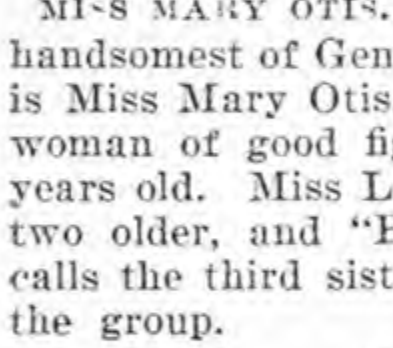 MISS MARY OTIS.
handsomest of Gen
is Miss Mary Otis
woman of good fig
years old. Miss L
two older, and "B
calls the third sist
the group.